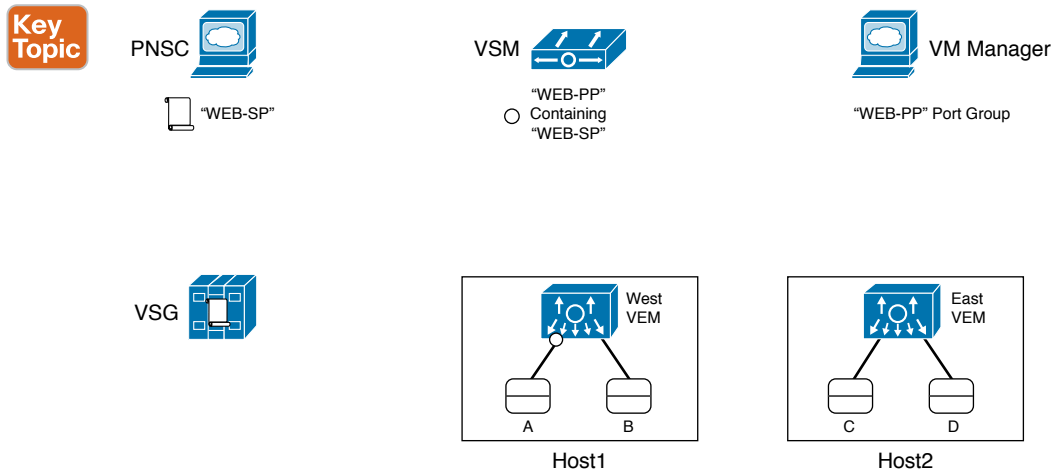 Key
Topic
PNSC
VSM
VM Manager
“WEB-SP”
“WEB-PP”
Containing
“WEB-SP”
“WEB-PP” Port Group
VSG
West
VEM
East
VEM
A
B
C
D
Host1
Host2